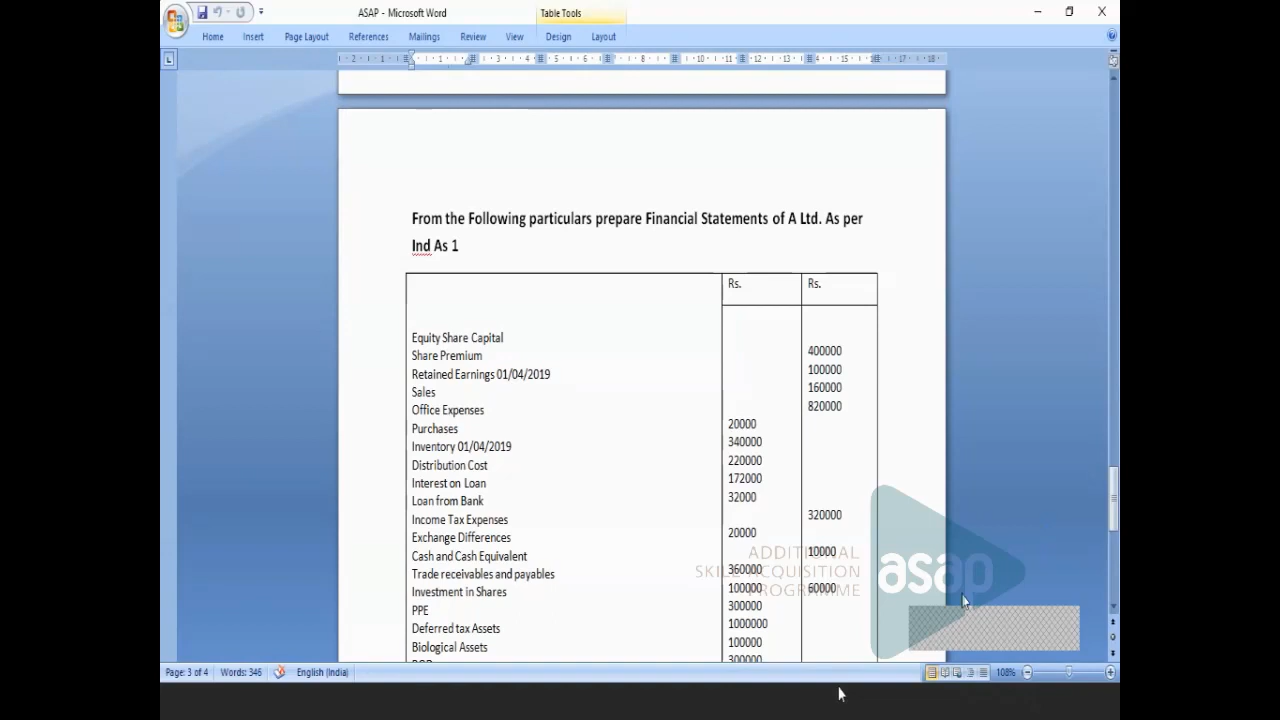 ASAP - Microsoft Word
Table Tools
Home Insert Page Layout References Mailings Review View Design Layout
From the Following particulars prepare Financial Statements of A Ltd. As per
Ind As 1
Rs. Rs.
Equity Share Capital 400000
Share Premium 100000
Retained Earnings 01/04/2019 160000
Sales 820000
Office Expenses 20000
Purchases 340000
Inventory 01/04/2019 220000
Distribution Cost 172000
Interest on Loan 32000
Loan from Bank 320000
Income Tax Expenses 20000
Exchange Differences 10000
Cash and Cash Equivalent 360000
Trade receivables and payables 100000 60000
Investment in Shares 300000
PPE 1000000
Deferred tax Assets 100000
Biological Assets 300000
ADDITIONAL
SKILL ACQUISITION
PROGRAMME
asap
Page: 3 of 4 Words: 346 English (India) 108%